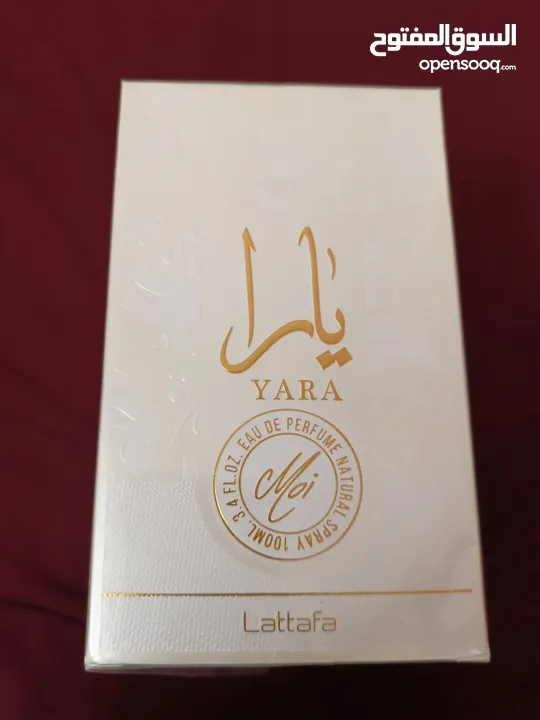 السوق المفتوح
opensooq.com
يارا
YARA
EAU DE PERFUME NATURAL SPRAY 100ML. 3.4 FL.OZ.
Moi
Lattafa